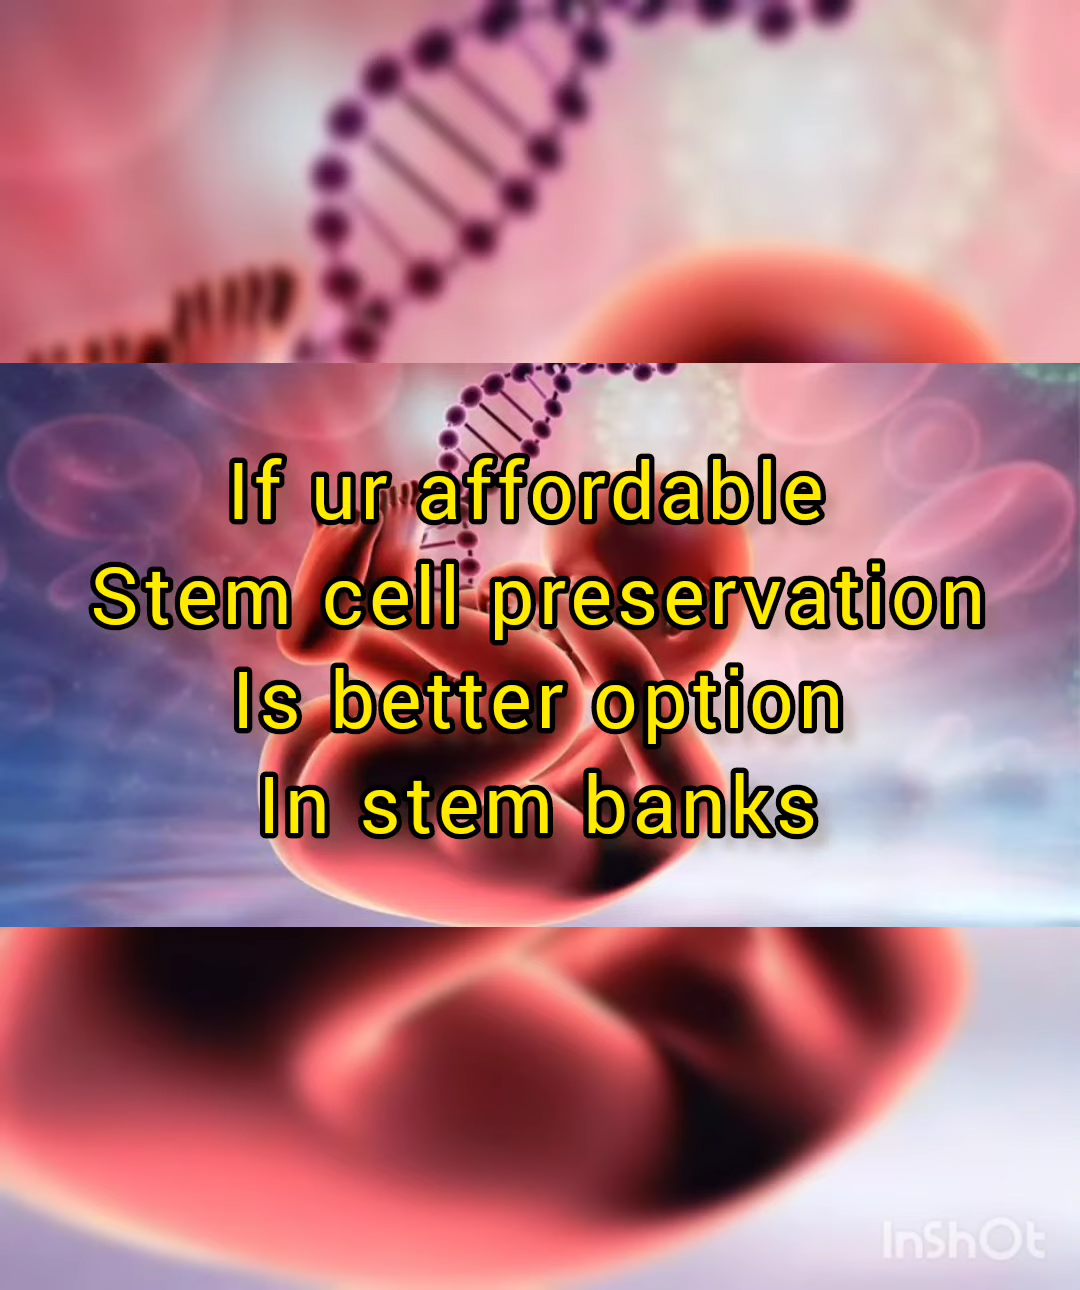 If ur affordable
Stem cell preservation
Is better option
In stem banks
InShOt